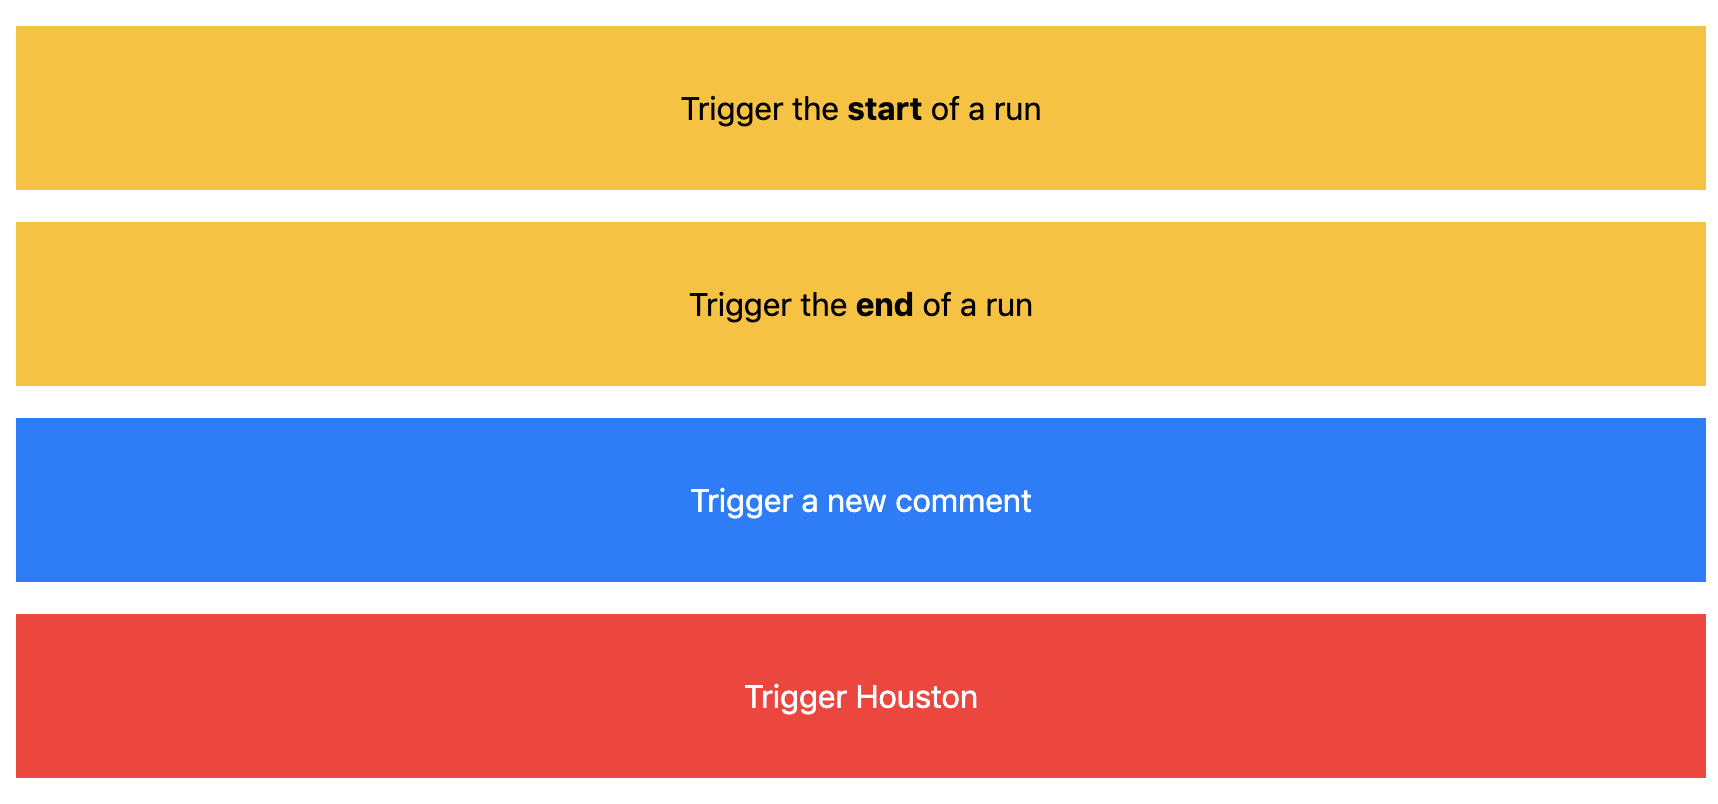 Trigger the start of a run
Trigger the end of a run
Trigger a new comment
Trigger Houston